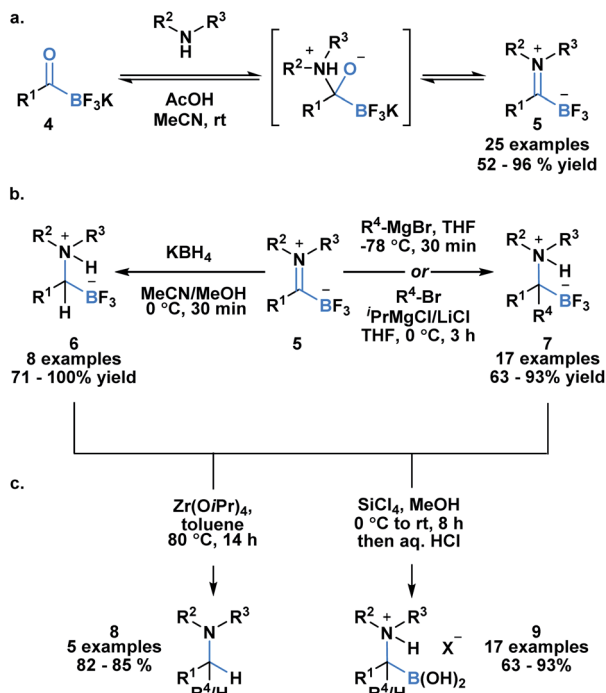 a.
O
R1
BF3K
4
R2
R3
N
H
AcOH
MeCN, rt
R3
+
R2
NH
O
−
R1
BF3K
R2
+
R3
N
R1
−
BF3
5
25 examples
52 - 96 % yield
b.
R2
+
R3
N
H
−
R1
BF3
H
6
8 examples
71 - 100% yield
KBH4
MeCN/MeOH
0 °C, 30 min
R2
+
R3
N
−
R1
BF3
5
R4-MgBr, THF
-78 °C, 30 min
or
R4-Br
iPrMgCl/LiCl
THF, 0 °C, 3 h
R2
+
R3
N
H
−
R1
BF3
R4
7
17 examples
63 - 93% yield
c.
Zr(OiPr)4,
toluene
80 °C, 14 h
SiCl4, MeOH
0 °C to rt, 8 h
then aq. HCl
8
5 examples
82 - 85 %
R2
R3
N
R1
H
R4/H
R2
+
R3
N
H
X−
R1
B(OH)2
R4/H
9
17 examples
63 - 93%